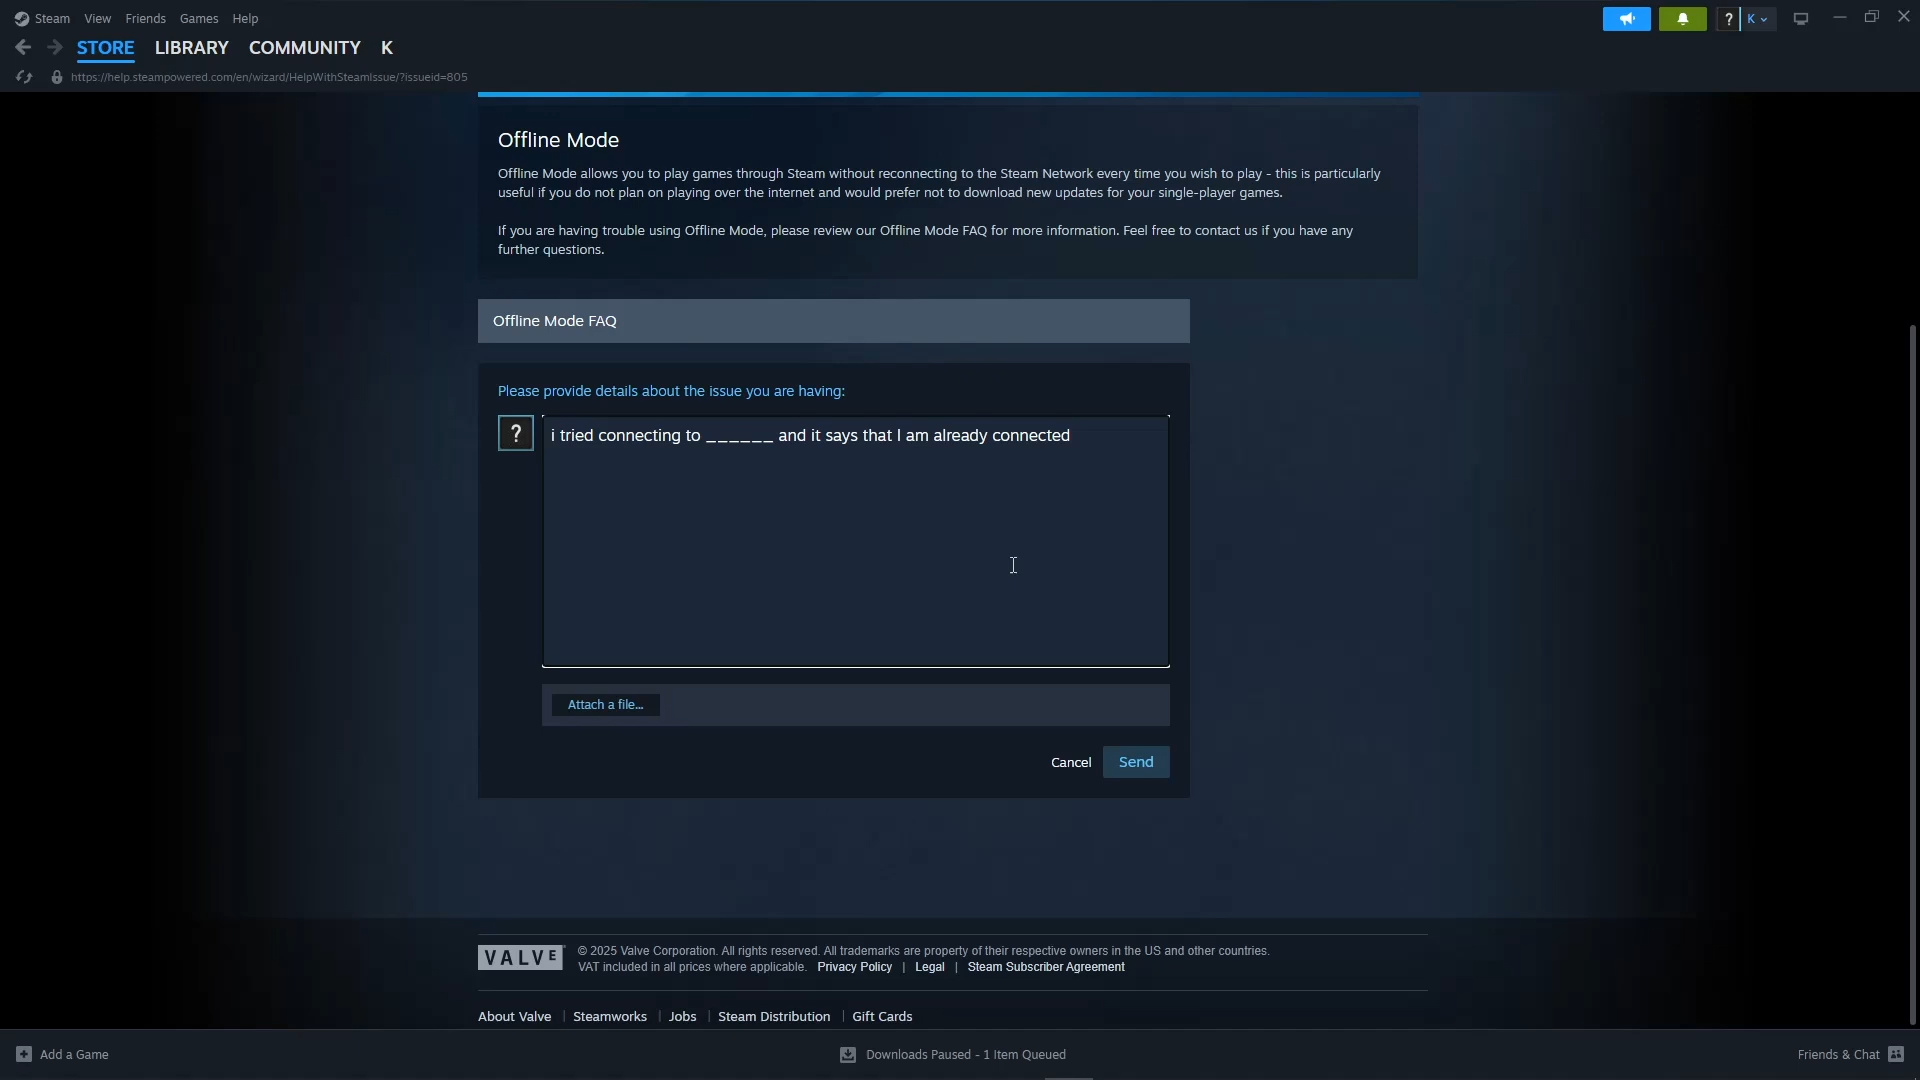 Steam View Friends Games Help
? K
STORE LIBRARY COMMUNITY K
https://help.steampowered.com/en/wizard/HelpWithSteamIssue/?issueid=805
Offline Mode
Offline Mode allows you to play games through Steam without reconnecting to the Steam Network every time you wish to play - this is particularly
useful if you do not plan on playing over the internet and would prefer not to download new updates for your single-player games.
If you are having trouble using Offline Mode, please review our Offline Mode FAQ for more information. Feel free to contact us if you have any
further questions.
Offline Mode FAQ
Please provide details about the issue you are having:
?
i tried connecting to ______ and it says that I am already connected
Attach a file...
Cancel Send
VALVE © 2025 Valve Corporation. All rights reserved. All trademarks are property of their respective owners in the US and other countries.
VAT included in all prices where applicable. Privacy Policy | Legal | Steam Subscriber Agreement
About Valve | Steamworks | Jobs | Steam Distribution | Gift Cards
Add a Game Downloads Paused - 1 Item Queued Friends & Chat